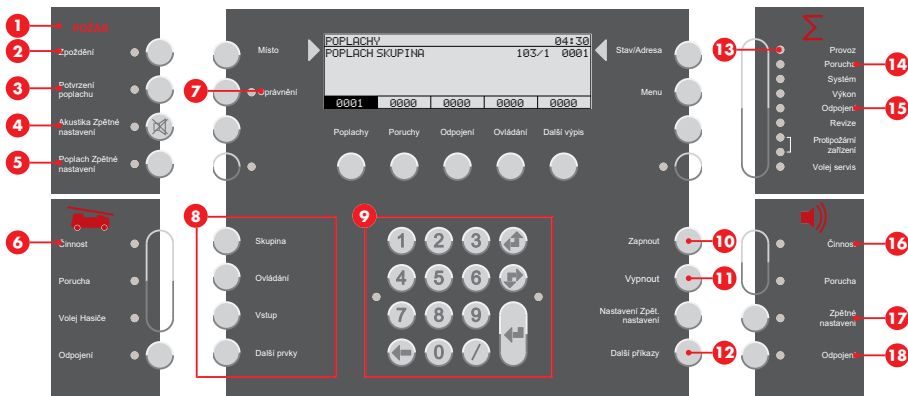 1
POŽÁR
2
Zpoždění
3
Potvrzení
poplachu
4
Akustika Zpětné
nastavení
5
Poplach Zpětné
nastavení
6
Činnost
Porucha
Volej Hasiče
Odpojení
Místo
7
Oprávnění
POPLACHY 04:30
POPLACH SKUPINA 103/1 0001
0001 0000 0000 0000 0000
Poplachy Poruchy Odpojení Ovládání Další výpis
Stav/Adresa
Menu
8
Skupina
Ovládání
Vstup
Další prvky
9
1 2 3
4 5 6
7 8 9
0 /
Zapnout
10
Vypnout
11
Nastavení Zpět.
nastavení
Další příkazy
12
Σ
13
Provoz
Porucha
14
Systém
Výkon
Odpojení
15
Revize
Protipožární
zařízení
Volej servis
Činnost
16
Porucha
Zpětné
nastavení
17
Odpojení
18